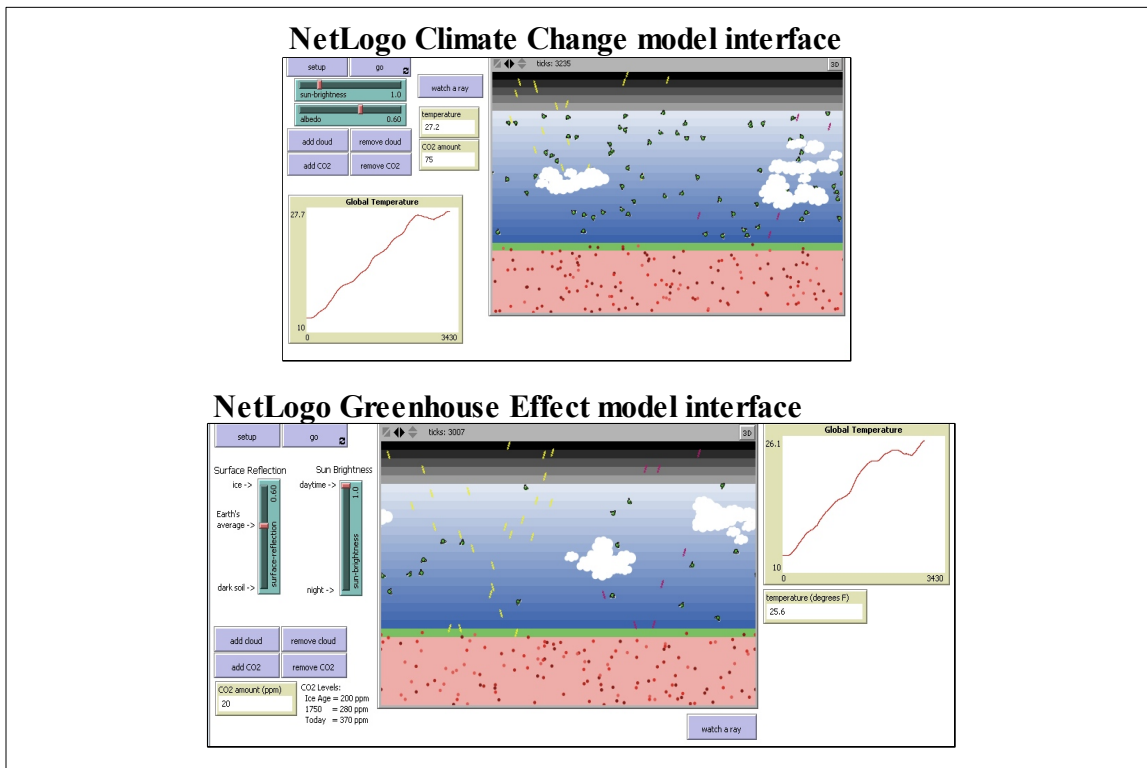 NetLogo Climate Change model interface
setup
go
ticks: 3235
3D
sun-brightness 1.0
albedo 0.60
watch a ray
temperature
27.2
CO2 amount
75
add cloud
remove cloud
add CO2
remove CO2
Global Temperature
27.7
10
0
3430
NetLogo Greenhouse Effect model interface
setup
go
ticks: 3007
3D
Surface Reflection
Sun Brightness
ice ->
0.60
daytime ->
1.0
Earth's
average ->
surface-reflection
sun-brightness
dark soil ->
night ->
Global Temperature
26.1
10
0
3430
temperature (degrees F)
25.6
add cloud
remove cloud
add CO2
remove CO2
CO2 amount (ppm)
20
CO2 Levels:
Ice Age = 200 ppm
1750 = 280 ppm
Today = 370 ppm
watch a ray